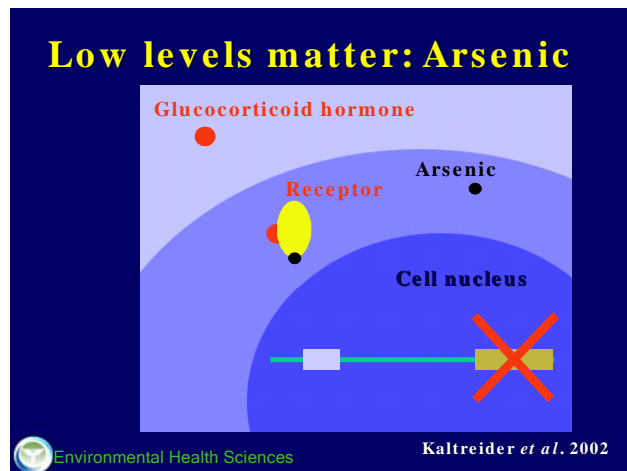 Low levels matter: Arsenic
Glucocorticoid hormone
Arsenic
Receptor
Cell nucleus
Environmental Health Sciences
Kaltreider et al. 2002